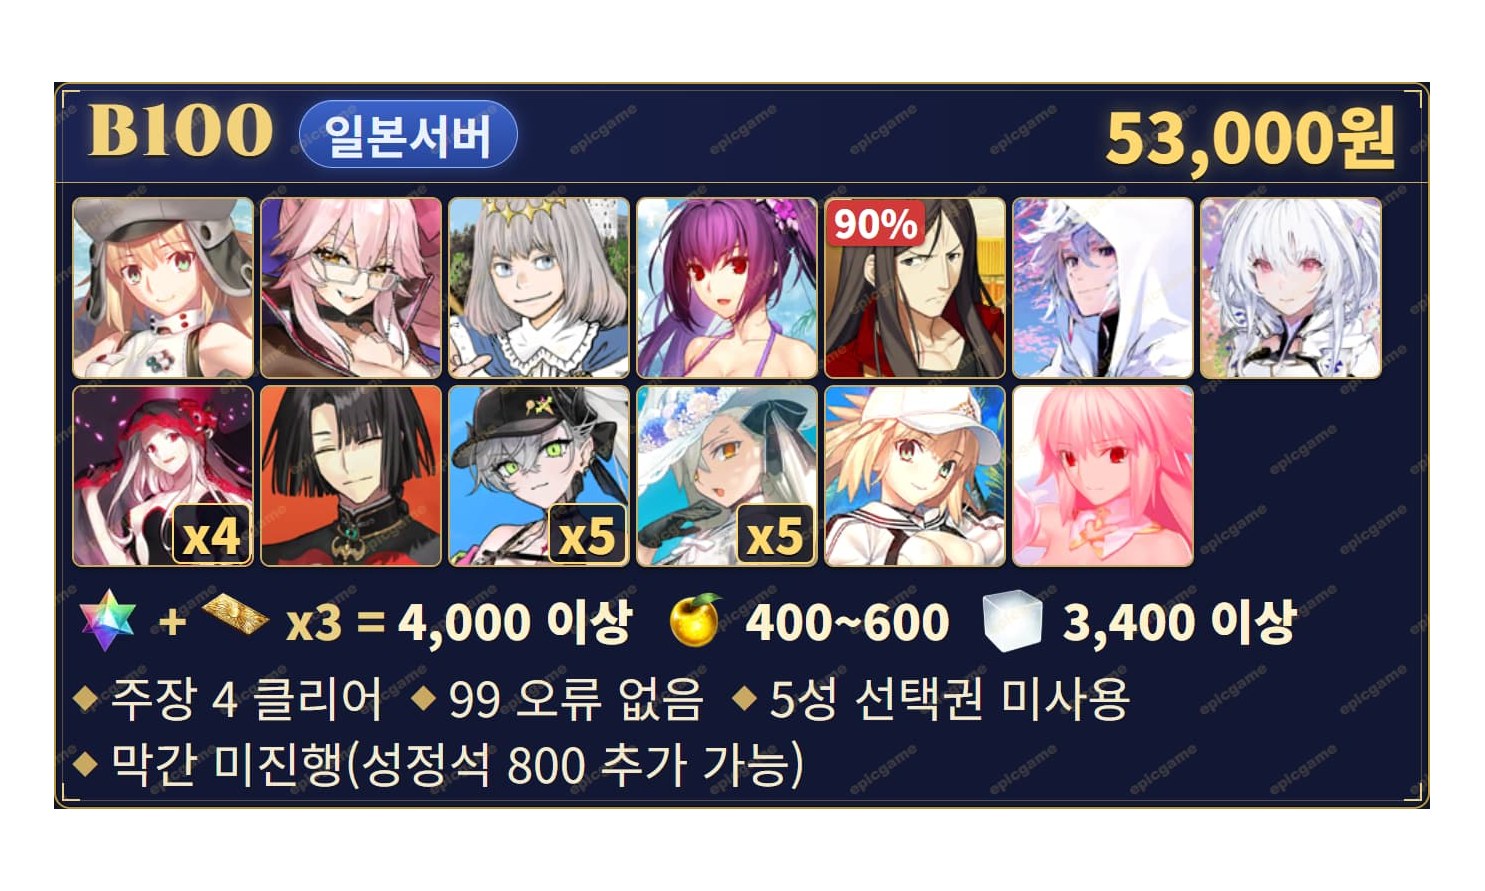 B100 일본서버 53,000원
90%
x4 x5 x5
+ x3 = 4,000 이상 400~600 3,400 이상
◆ 주장 4 클리어 ◆ 99 오류 없음 ◆ 5성 선택권 미사용
◆ 막간 미진행(성정석 800 추가 가능)
epicgame